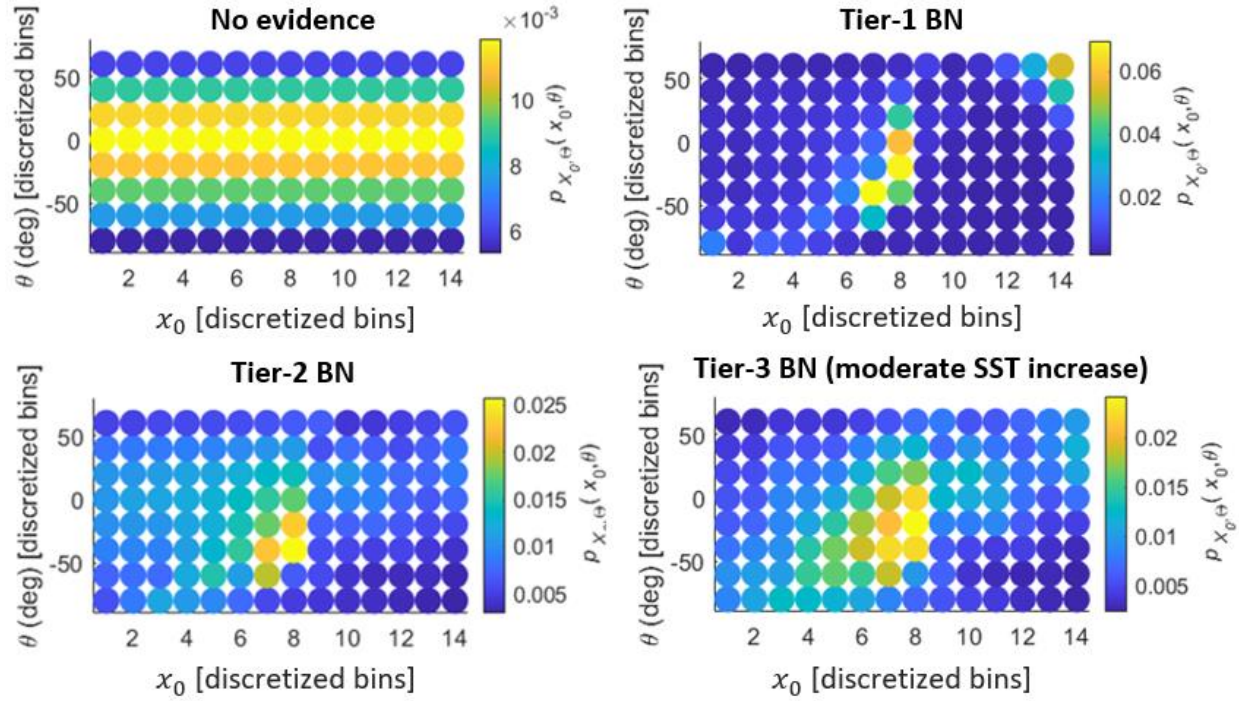 No evidence
×10⁻³
θ (deg) [discretized bins]
50
0
-50
2 4 6 8 10 12 14
x₀ [discretized bins]
10
8
6
p X₀,Θ( x₀,θ)
Tier-1 BN
θ (deg) [discretized bins]
50
0
-50
2 4 6 8 10 12 14
x₀ [discretized bins]
0.06
0.04
0.02
p X₀,Θ( x₀,θ)
Tier-2 BN
θ (deg) [discretized bins]
50
0
-50
2 4 6 8 10 12 14
x₀ [discretized bins]
0.025
0.02
0.015
0.01
0.005
p X₀,Θ( x₀,θ)
Tier-3 BN (moderate SST increase)
θ (deg) [discretized bins]
50
0
-50
2 4 6 8 10 12 14
x₀ [discretized bins]
0.02
0.015
0.01
0.005
p X₀,Θ( x₀,θ)